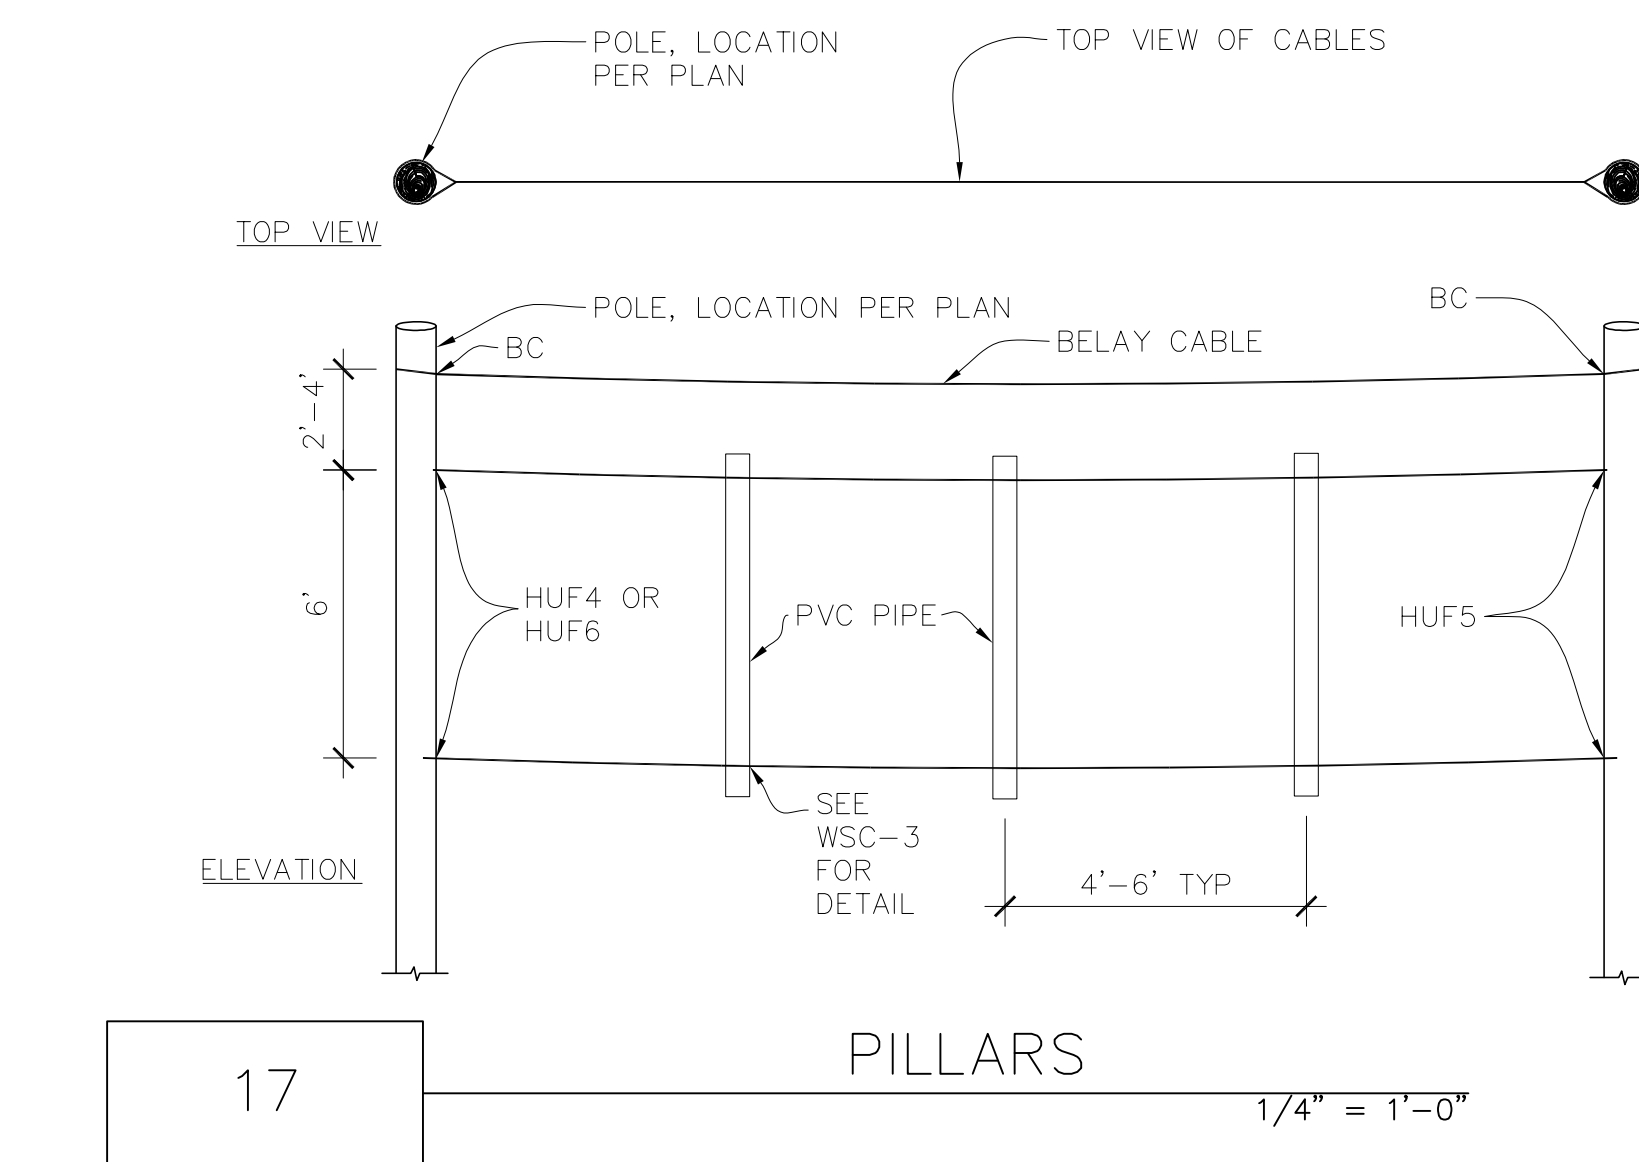 POLE, LOCATION
PER PLAN
TOP VIEW OF CABLES
TOP VIEW
POLE, LOCATION PER PLAN
BC
BC
BELAY CABLE
2'-4'
6'
HUF4 OR
HUF6
PVC PIPE
HUF5
SEE
WSC-3
FOR
DETAIL
4'-6' TYP
ELEVATION
17
PILLARS
1/4" = 1'-0"